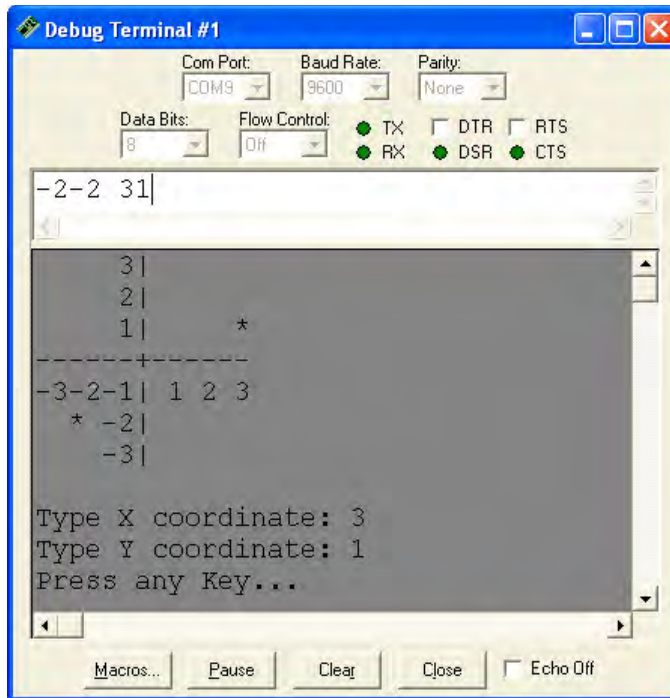 Debug Terminal #1
Com Port: Baud Rate: Parity:
COM9 9600 None
Data Bits: Flow Control: TX DTR RTS
8 Off RX DSR CTS
-2-2 31
3|
2|
1|     *
------+------
-3-2-1| 1 2 3
  * -2|
-3|
Type X coordinate: 3
Type Y coordinate: 1
Press any Key...
Macros... Pause Clear Close Echo Off